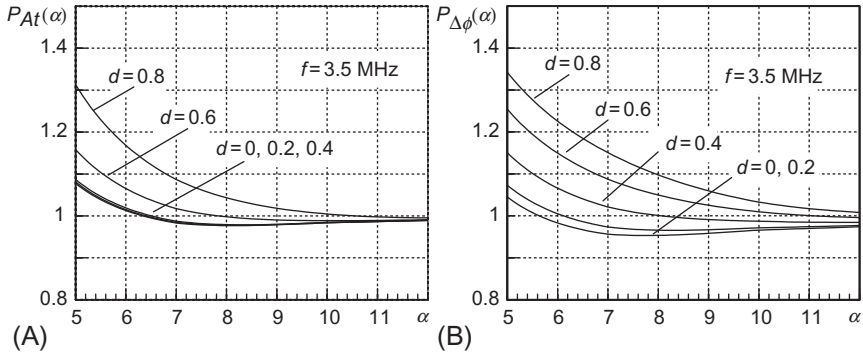 P_At(α)
1.4
1.2
1
0.8
5 6 7 8 9 10 11 α
d = 0.8
f = 3.5 MHz
d = 0.6
d = 0, 0.2, 0.4
(A)
P_Δϕ(α)
1.4
1.2
1
0.8
5 6 7 8 9 10 11 α
d = 0.8
f = 3.5 MHz
d = 0.6
d = 0.4
d = 0, 0.2
(B)